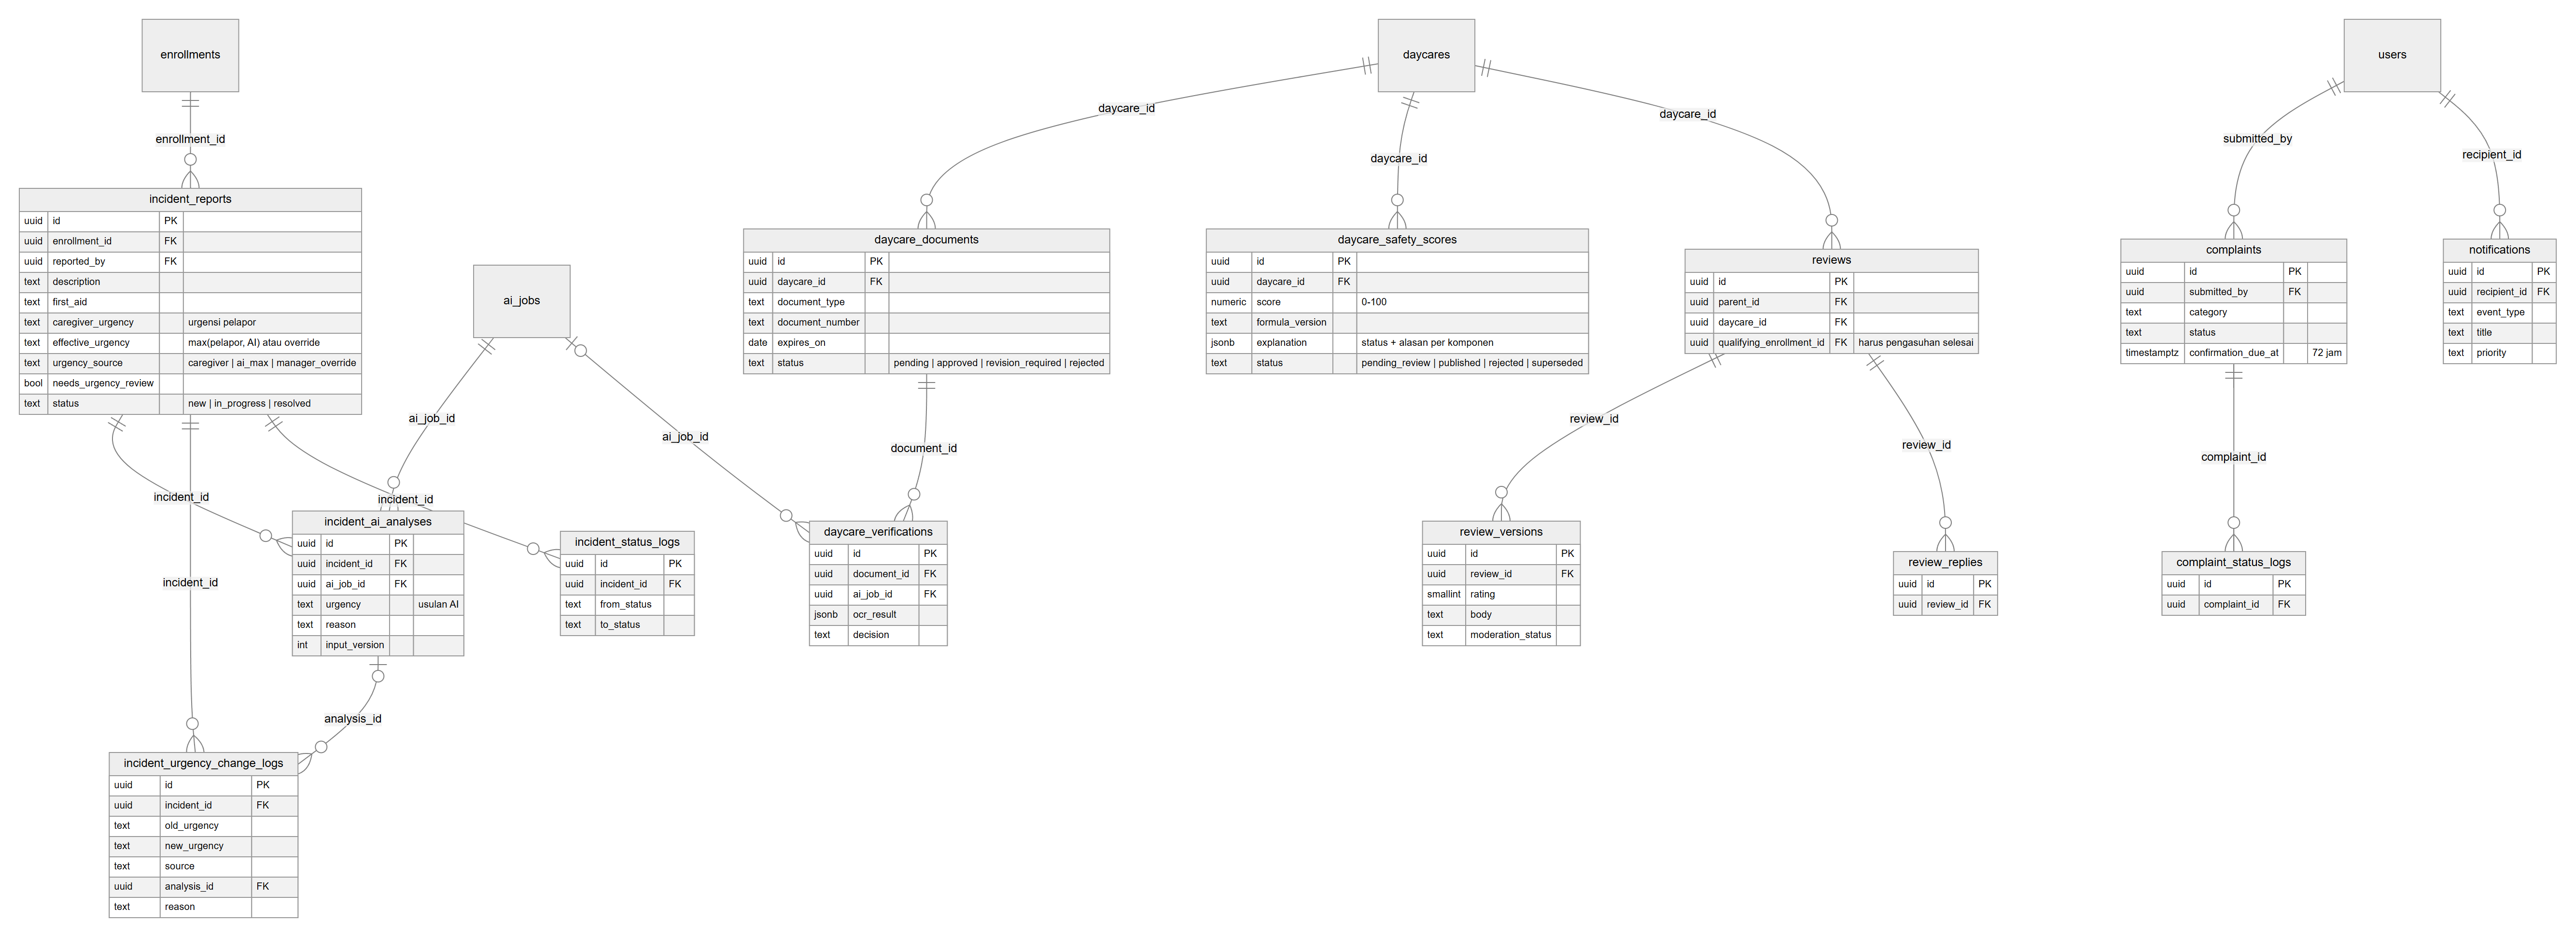 enrollments
daycares
users
enrollment_id
daycare_id
daycare_id
daycare_id
submitted_by
recipient_id
incident_reports
uuid id PK
uuid enrollment_id FK
uuid reported_by FK
text description
text first_aid
text caregiver_urgency urgensi pelapor
text effective_urgency max(pelapor, AI) atau override
text urgency_source caregiver | ai_max | manager_override
bool needs_urgency_review
text status new | in_progress | resolved
ai_jobs
daycare_documents
uuid id PK
uuid daycare_id FK
text document_type
text document_number
date expires_on
text status pending | approved | revision_required | rejected
daycare_safety_scores
uuid id PK
uuid daycare_id FK
numeric score 0-100
text formula_version
jsonb explanation status + alasan per komponen
text status pending_review | published | rejected | superseded
reviews
uuid id PK
uuid parent_id FK
uuid daycare_id FK
uuid qualifying_enrollment_id FK harus pengasuhan selesai
complaints
uuid id PK
uuid submitted_by FK
text category
text status
timestamptz confirmation_due_at 72 jam
notifications
uuid id PK
uuid recipient_id FK
text event_type
text title
text priority
ai_job_id
ai_job_id
document_id
review_id
review_id
complaint_id
incident_id
incident_id
incident_id
incident_ai_analyses
uuid id PK
uuid incident_id FK
uuid ai_job_id FK
text urgency usulan AI
text reason
int input_version
incident_status_logs
uuid id PK
uuid incident_id FK
text from_status
text to_status
daycare_verifications
uuid id PK
uuid document_id FK
uuid ai_job_id FK
jsonb ocr_result
text decision
review_versions
uuid id PK
uuid review_id FK
smallint rating
text body
text moderation_status
review_replies
uuid id PK
uuid review_id FK
complaint_status_logs
uuid id PK
uuid complaint_id FK
analysis_id
incident_urgency_change_logs
uuid id PK
uuid incident_id FK
text old_urgency
text new_urgency
text source
uuid analysis_id FK
text reason